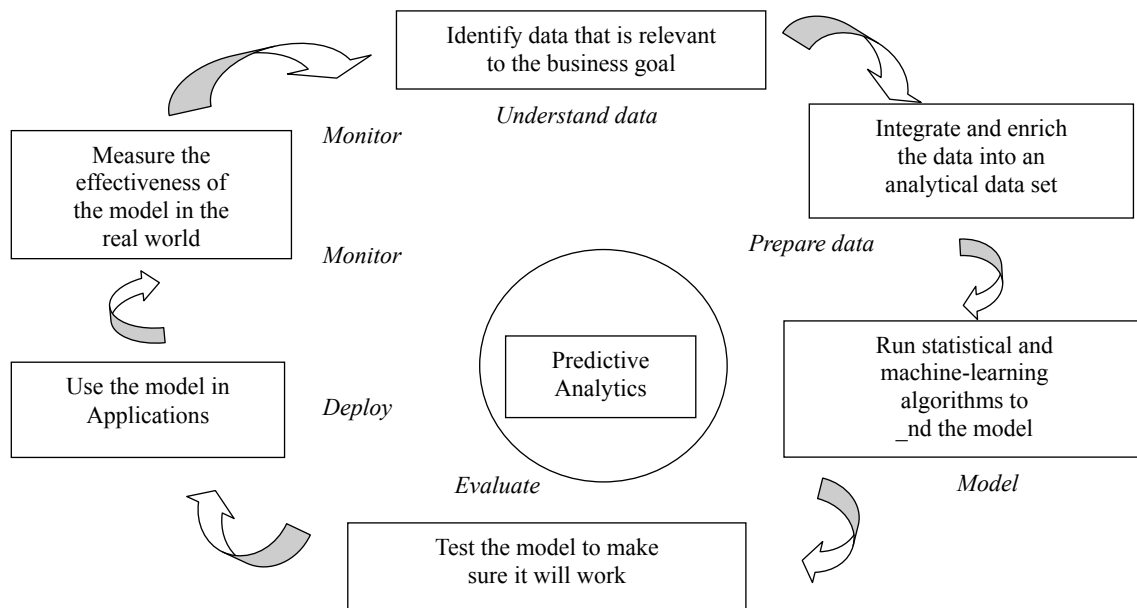 Identify data that is relevant
to the business goal
Understand data
Integrate and enrich
the data into an
analytical data set
Prepare data
Run statistical and
machine-learning
algorithms to
_nd the model
Model
Test the model to make
sure it will work
Evaluate
Use the model in
Applications
Deploy
Measure the
effectiveness of
the model in the
real world
Monitor
Monitor
Predictive
Analytics